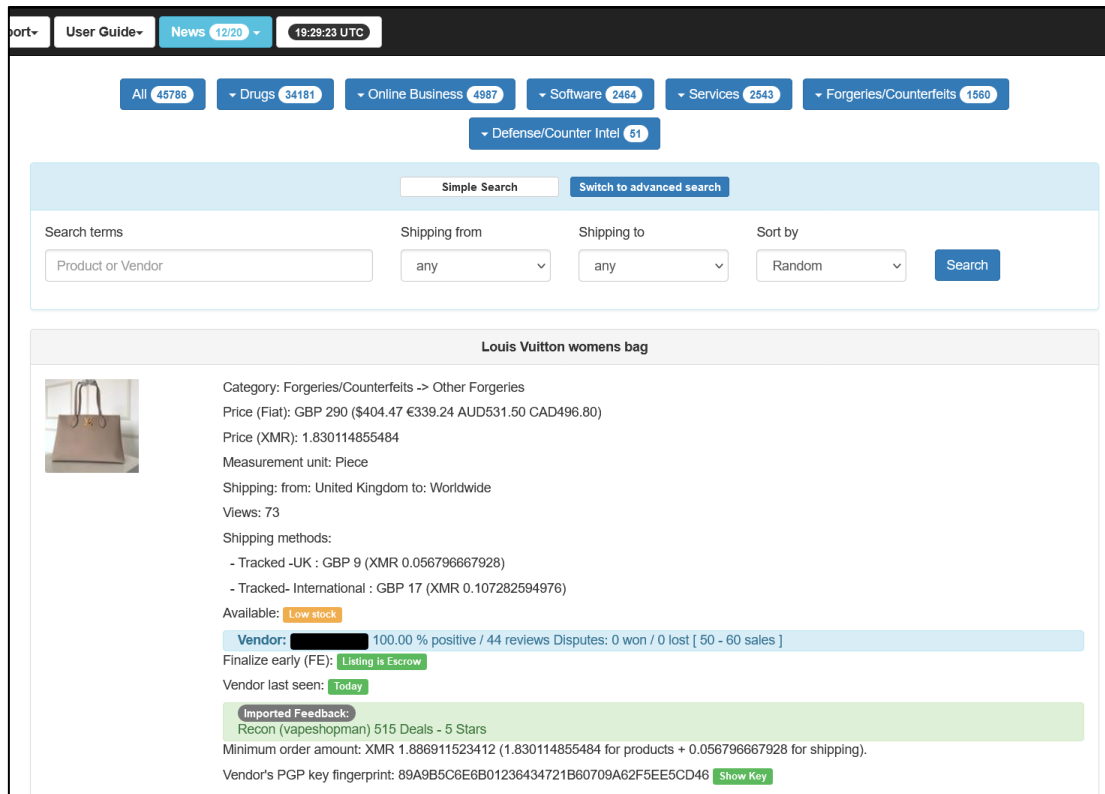 port
User Guide
News 12/20
19:29:23 UTC
All 45786
Drugs 34181
Online Business 4987
Software 2464
Services 2543
Forgeries/Counterfeits 1560
Defense/Counter Intel 51
Simple Search
Switch to advanced search
Search terms
Shipping from
Shipping to
Sort by
Product or Vendor
any
any
Random
Search
Louis Vuitton womens bag
Category: Forgeries/Counterfeits -> Other Forgeries
Price (Fiat): GBP 290 ($404.47 €339.24 AUD531.50 CAD496.80)
Price (XMR): 1.830114855484
Measurement unit: Piece
Shipping: from: United Kingdom to: Worldwide
Views: 73
Shipping methods:
- Tracked -UK : GBP 9 (XMR 0.056796667928)
- Tracked- International : GBP 17 (XMR 0.107282594976)
Available: Low stock
Vendor: 100.00 % positive / 44 reviews Disputes: 0 won / 0 lost [ 50 - 60 sales ]
Finalize early (FE): Listing is Escrow
Vendor last seen: Today
Imported Feedback:
Recon (vapeshopman) 515 Deals - 5 Stars
Minimum order amount: XMR 1.886911523412 (1.830114855484 for products + 0.056796667928 for shipping).
Vendor's PGP key fingerprint: 89A9B5C6E6B01236434721B60709A62F5EE5CD46 Show Key